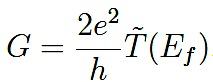 G = \frac{2e^2}{h} \tilde{T}(E_f)